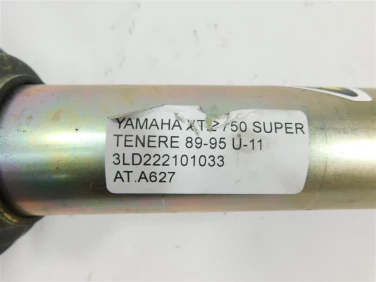 YAMAHA XTZ 750 SUPER
TENERE 89-95 U-11
3LD222101033
AT.A627